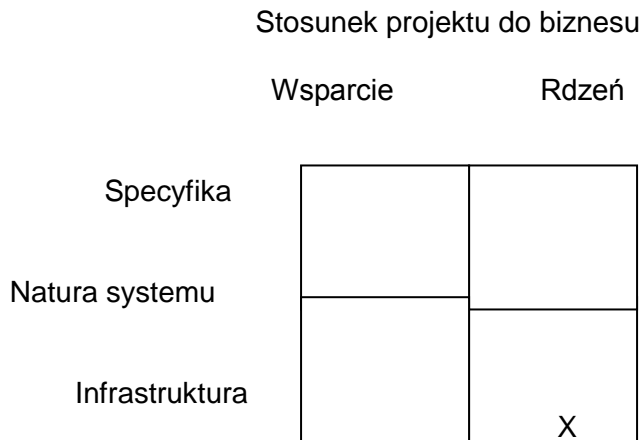 Stosunek projektu do biznesu
Wsparcie Rdzeń
Specyfika
Natura systemu
Infrastruktura
X